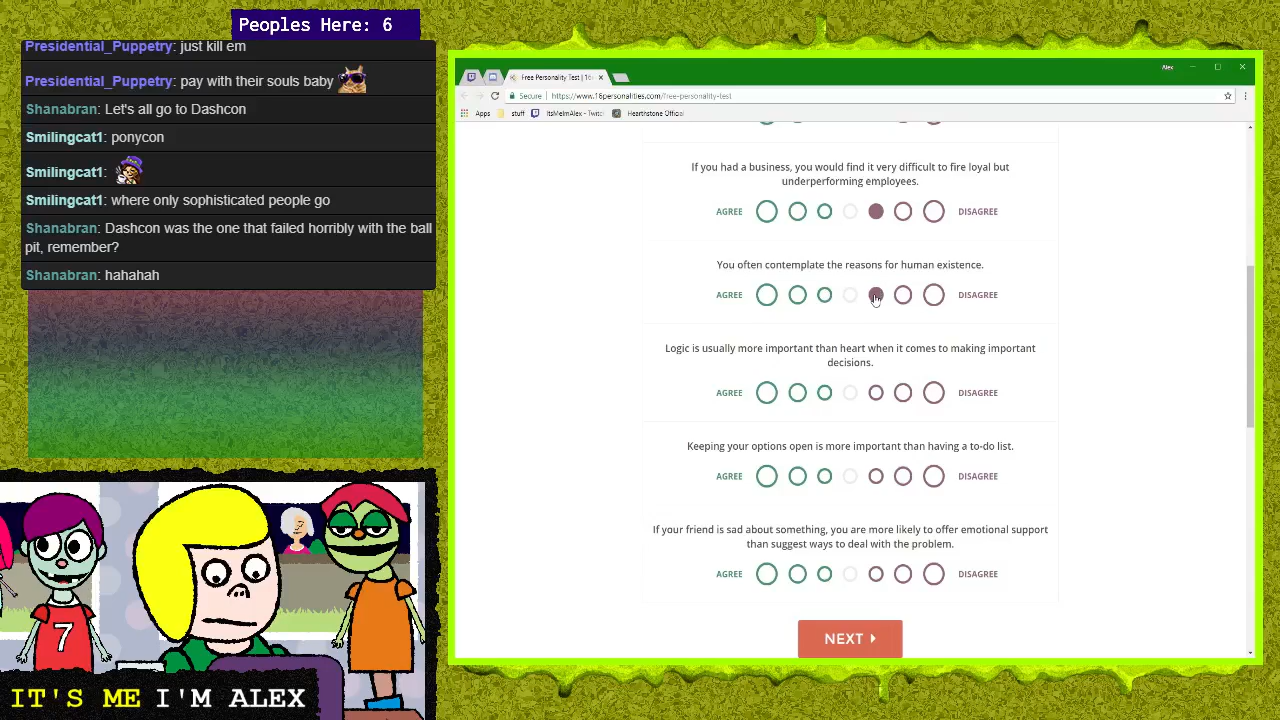 Peoples Here: 6
Presidential_Puppetry: just kill em
Presidential_Puppetry: pay with their souls baby
Shanabran: Let's all go to Dashcon
Smilingcat1: ponycon
Smilingcat1:
Smilingcat1: where only sophisticated people go
Shanabran: Dashcon was the one that failed horribly with the ball
pit, remember?
Shanabran: hahahah
7
IT'S ME I'M ALEX
Free Personality Test | 16
Alex
Secure https://www.16personalities.com/free-personality-test
Apps stuff ItsMeImAlex - Twitch Hearthstone Official
If you had a business, you would find it very difficult to fire loyal but
underperforming employees.
AGREE DISAGREE
You often contemplate the reasons for human existence.
AGREE DISAGREE
Logic is usually more important than heart when it comes to making important
decisions.
AGREE DISAGREE
Keeping your options open is more important than having a to-do list.
AGREE DISAGREE
If your friend is sad about something, you are more likely to offer emotional support
than suggest ways to deal with the problem.
AGREE DISAGREE
NEXT